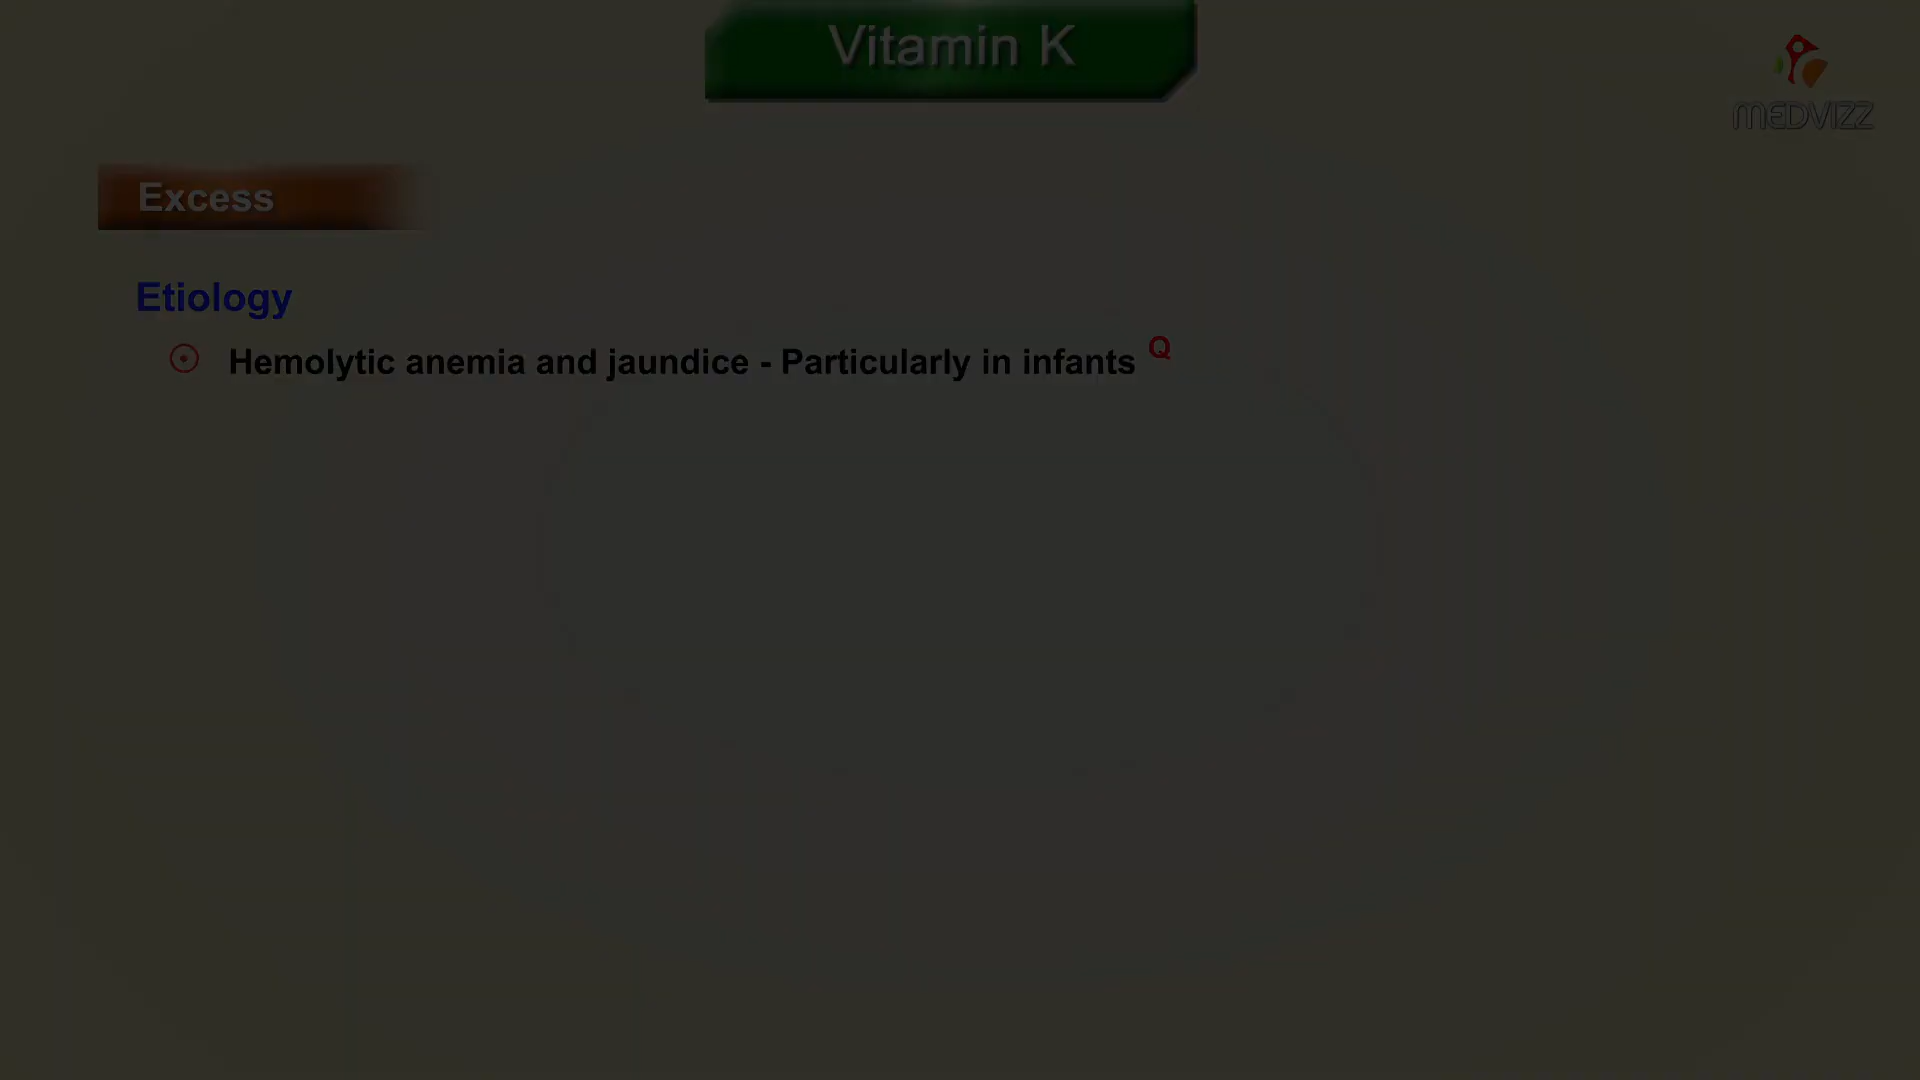 Vitamin K
MEDVIZZ
Excess
Etiology
Hemolytic anemia and jaundice - Particularly in infants Q